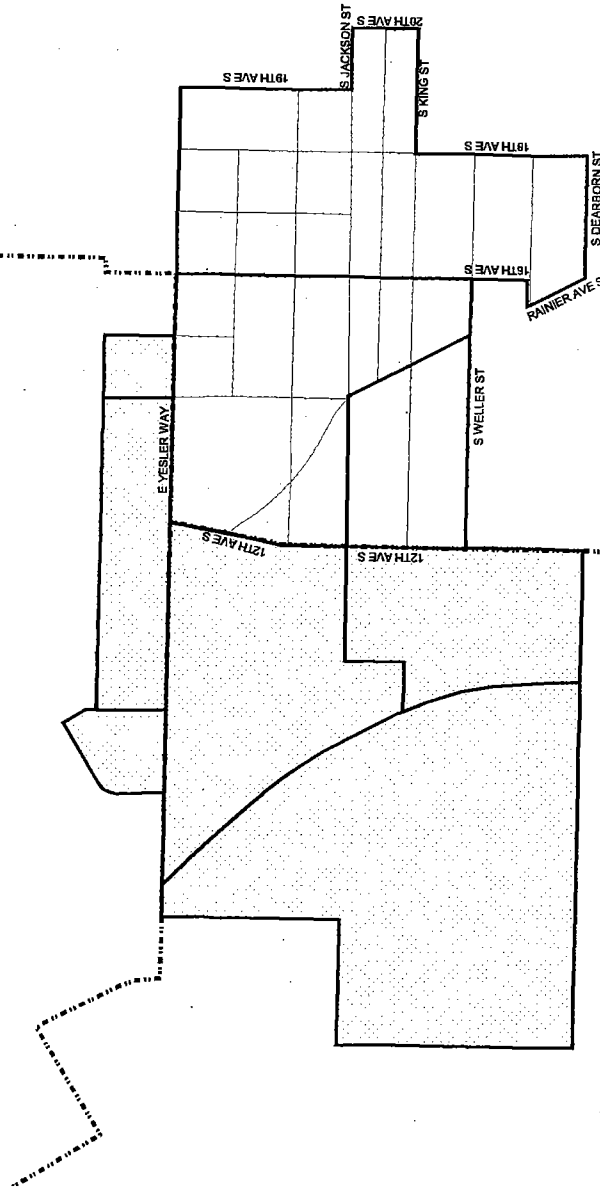 20TH AVE S
S JACKSON ST
S KING ST
19TH AVE S
18TH AVE S
S DEARBORN ST
16TH AVE S
RAINIER AVE S
S WELLER ST
E YESLER WAY
12TH AVE S
12TH AVE S